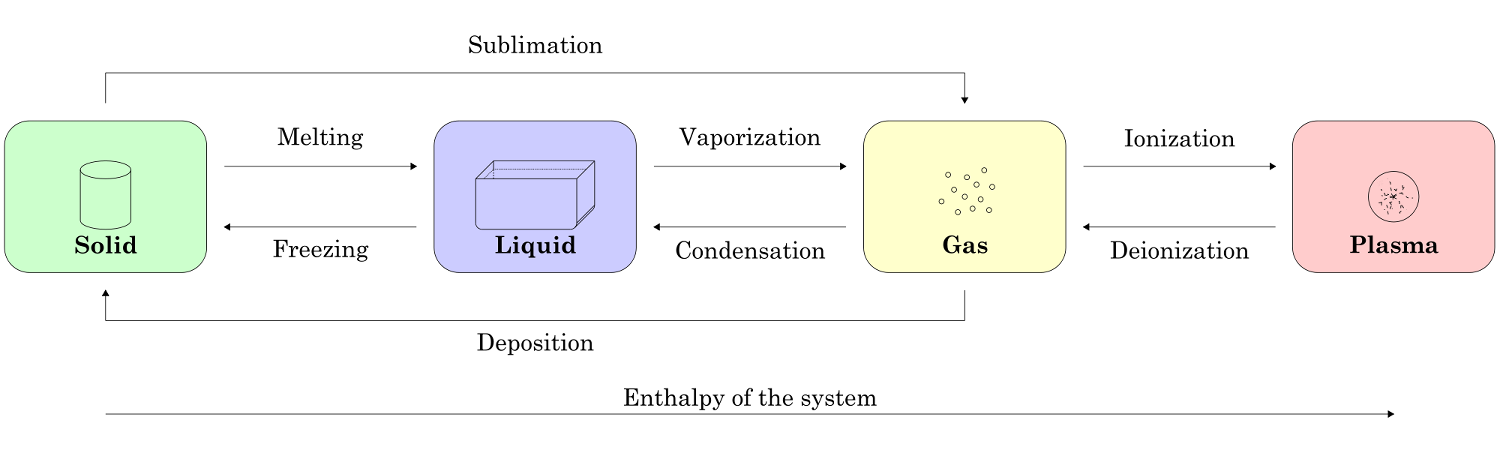 Sublimation
Melting
Vaporization
Ionization
Solid
Freezing
Liquid
Condensation
Gas
Deionization
Plasma
Deposition
Enthalpy of the system